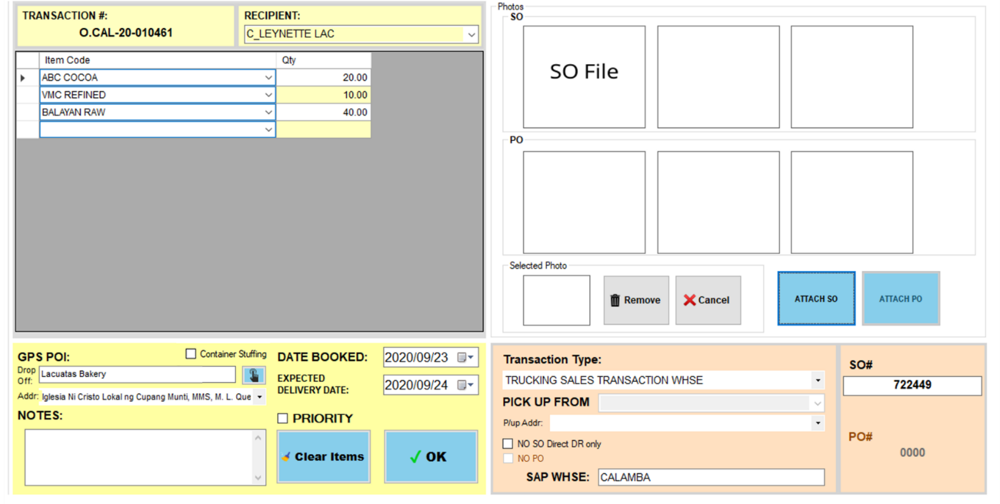 TRANSACTION #:
O.CAL-20-010461
RECIPIENT:
C_LEYNETTE LAC
Item Code Qty
ABC COCOA 20.00
VMC REFINED 10.00
BALAYAN RAW 40.00
GPS POI:
Container Stuffing
Drop Off:
Lacuatas Bakery
Addr: Iglesia Ni Cristo Lokal ng Cupang Munti, MMS, M. L. Que
NOTES:
DATE BOOKED: 2020/09/23
EXPECTED
DELIVERY DATE: 2020/09/24
PRIORITY
Clear Items
OK
Photos
SO
SO File
PO
Selected Photo
Remove
Cancel
ATTACH SO
ATTACH PO
Transaction Type:
TRUCKING SALES TRANSACTION WHSE
PICK UP FROM
P/up Addr:
NO SO Direct DR only
NO PO
SAP WHSE: CALAMBA
SO#
722449
PO#
0000